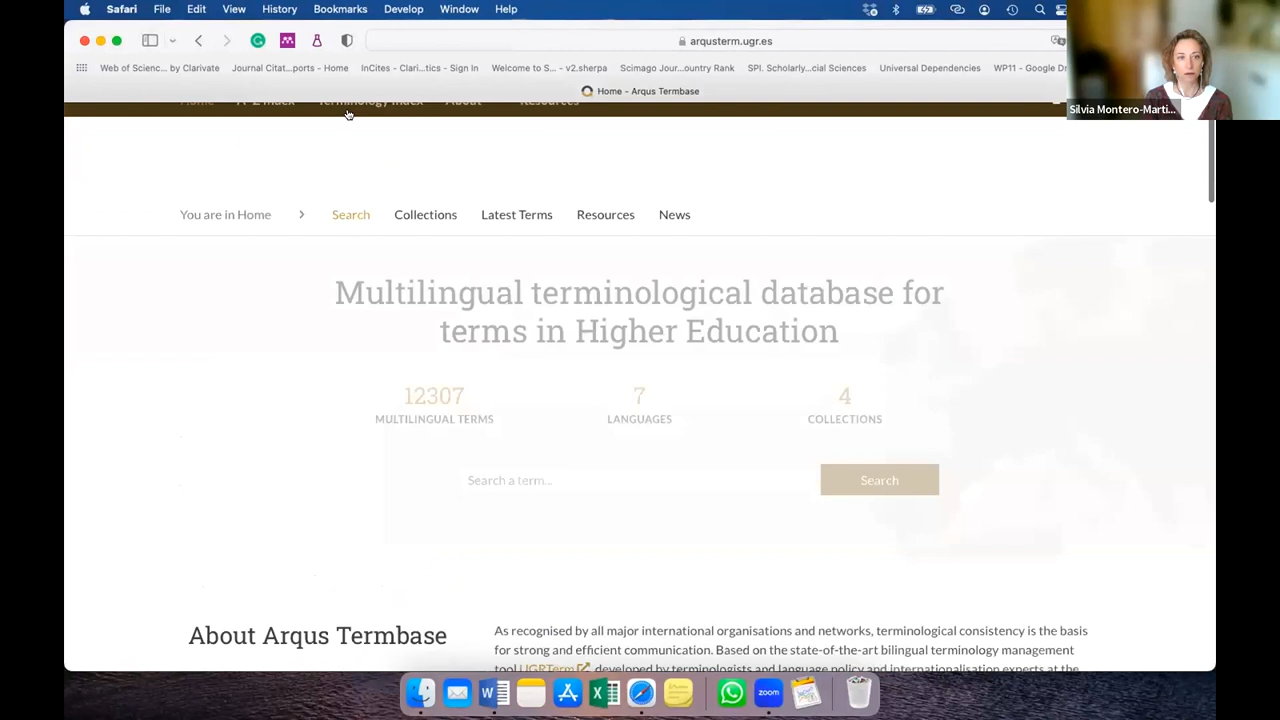 Safari File Edit View History Bookmarks Develop Window Help
arqusterm.ugr.es
Web of Scienc... by Clarivate Journal Citat...ports - Home InCites - Clari...tics - Sign In Welcome to S... - v2.sherpa Scimago Jour...ountry Rank SPI. Scholarly...cial Sciences Universal Dependencies WP11 - Google Dr
Home - Arqus Termbase
Silvia Montero-Marti...
Home A-Z Index Terminology Index About Resources
You are in Home > Search Collections Latest Terms Resources News
Multilingual terminological database for
terms in Higher Education
12307 7 4
MULTILINGUAL TERMS LANGUAGES COLLECTIONS
Search a term... Search
About Arqus Termbase
As recognised by all major international organisations and networks, terminological consistency is the basis
for strong and efficient communication. Based on the state-of-the-art bilingual terminology management
tool UGRTerm, developed by terminologists and language policy and internationalisation experts at the
W
X
zoom